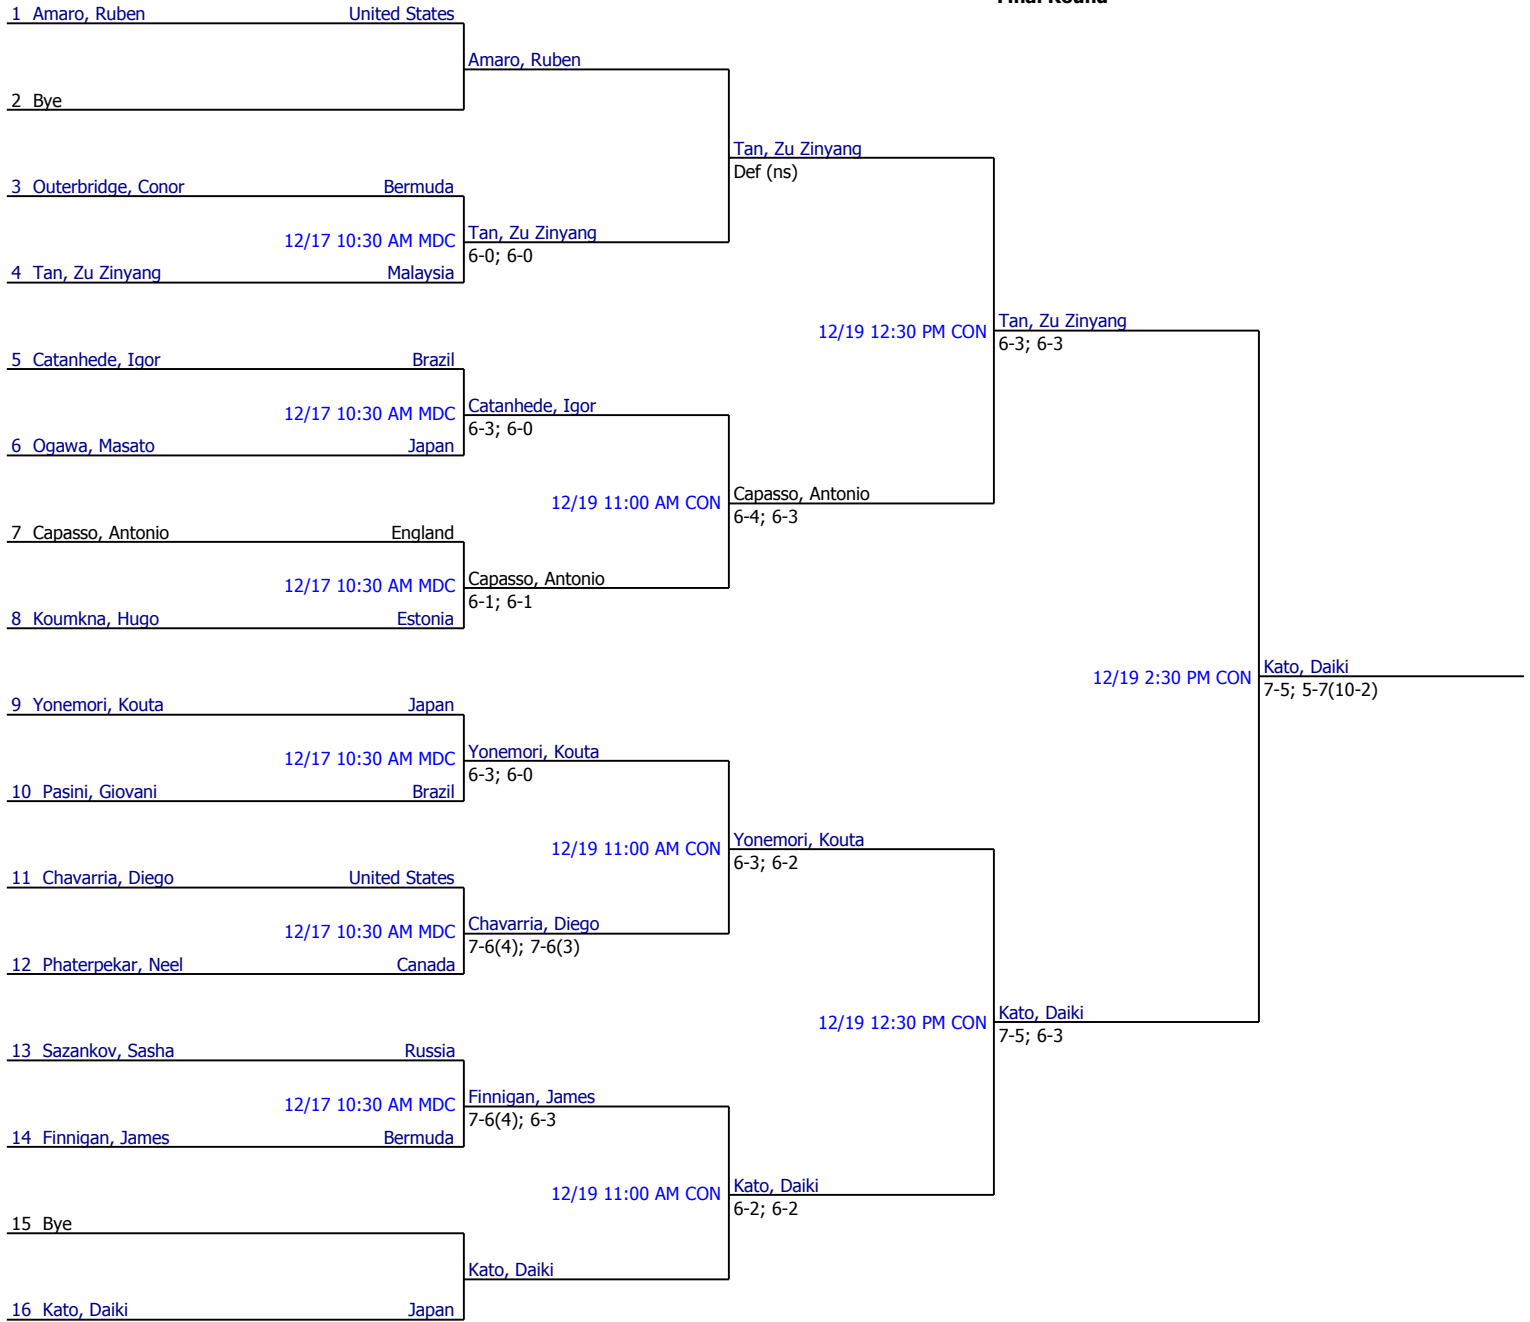 Final Round
1 Amaro, Ruben United States
Amaro, Ruben
2 Bye
Tan, Zu Zinyang
Def (ns)
3 Outerbridge, Conor Bermuda
12/17 10:30 AM MDC Tan, Zu Zinyang
6-0; 6-0
4 Tan, Zu Zinyang Malaysia
12/19 12:30 PM CON Tan, Zu Zinyang
6-3; 6-3
5 Catanhede, Igor Brazil
12/17 10:30 AM MDC Catanhede, Igor
6-3; 6-0
6 Ogawa, Masato Japan
12/19 11:00 AM CON Capasso, Antonio
6-4; 6-3
7 Capasso, Antonio England
12/17 10:30 AM MDC Capasso, Antonio
6-1; 6-1
8 Koumkna, Hugo Estonia
12/19 2:30 PM CON Kato, Daiki
7-5; 5-7(10-2)
9 Yonemori, Kouta Japan
12/17 10:30 AM MDC Yonemori, Kouta
6-3; 6-0
10 Pasini, Giovani Brazil
12/19 11:00 AM CON Yonemori, Kouta
6-3; 6-2
11 Chavarria, Diego United States
12/17 10:30 AM MDC Chavarria, Diego
7-6(4); 7-6(3)
12 Phaterpekar, Neel Canada
12/19 12:30 PM CON Kato, Daiki
7-5; 6-3
13 Sazankov, Sasha Russia
12/17 10:30 AM MDC Finnigan, James
7-6(4); 6-3
14 Finnigan, James Bermuda
12/19 11:00 AM CON Kato, Daiki
6-2; 6-2
15 Bye
Kato, Daiki
16 Kato, Daiki Japan